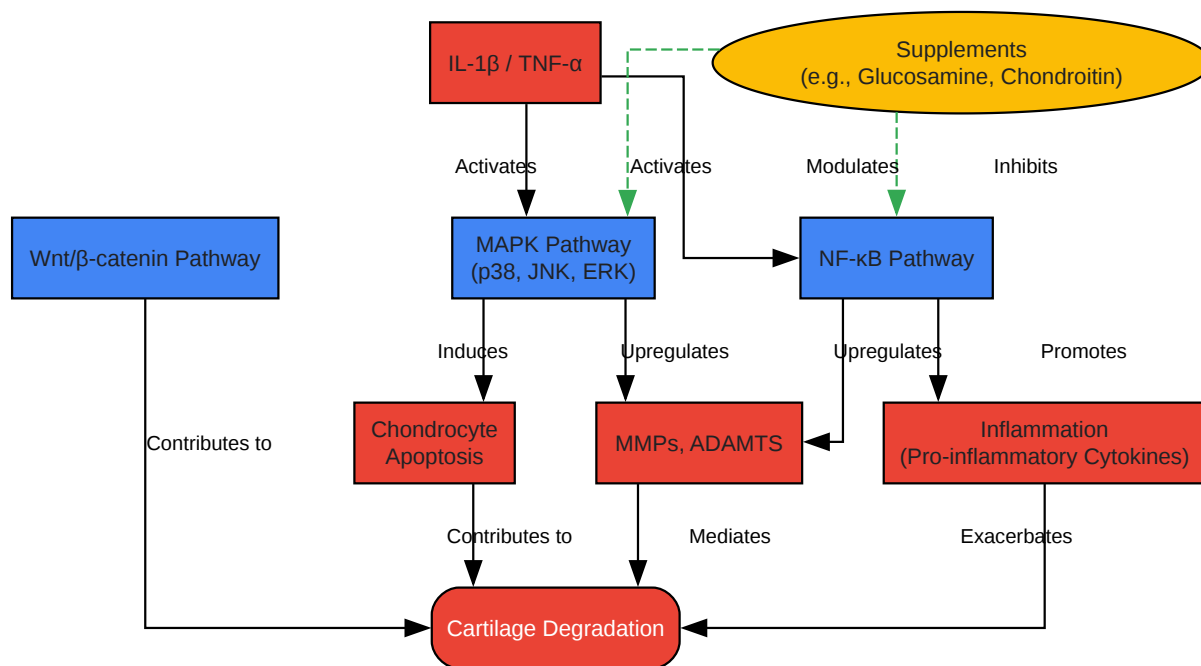 IL-1β / TNF-α
Supplements
(e.g., Glucosamine, Chondroitin)
Activates
Activates
Modulates
Inhibits
Wnt/β-catenin Pathway
MAPK Pathway
(p38, JNK, ERK)
NF-κB Pathway
Induces
Upregulates
Upregulates
Promotes
Contributes to
Chondrocyte
Apoptosis
MMPs, ADAMTS
Inflammation
(Pro-inflammatory Cytokines)
Contributes to
Mediates
Exacerbates
Cartilage Degradation